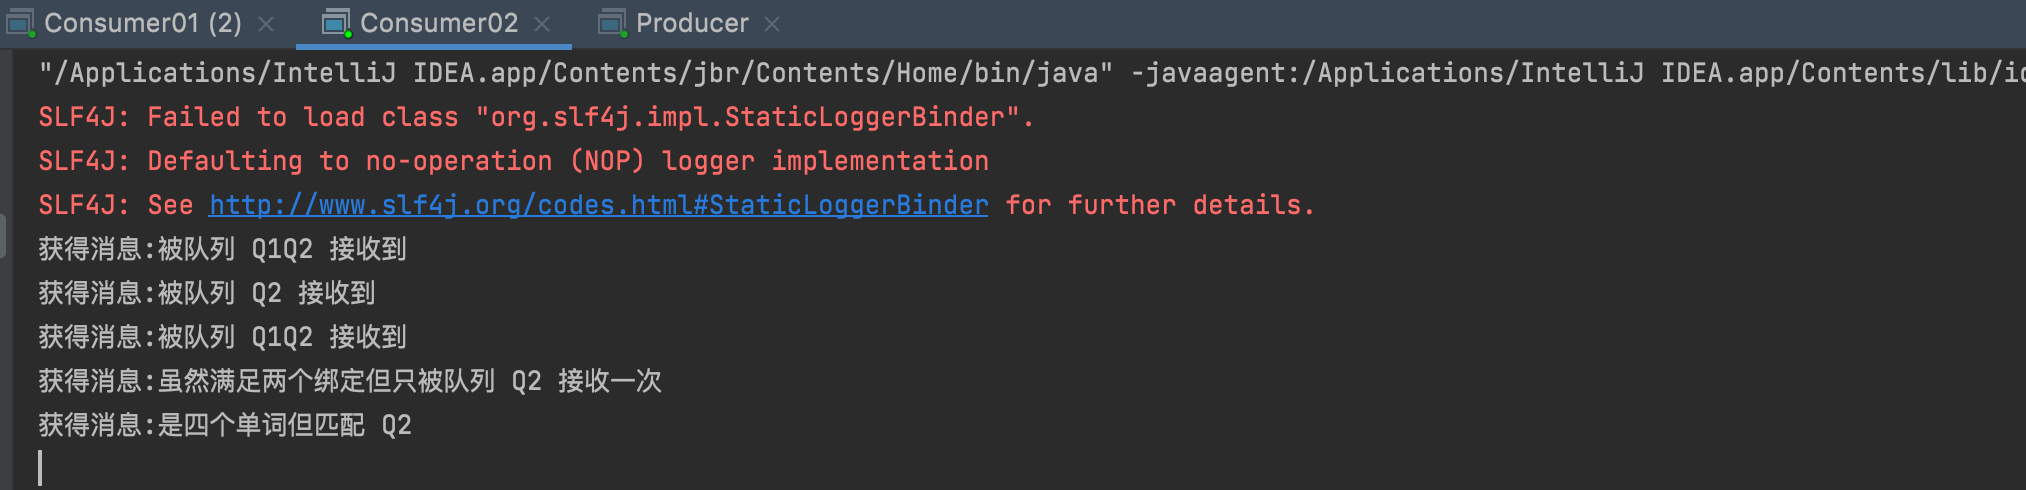 Consumer01 (2) Consumer02 Producer
"/Applications/IntelliJ IDEA.app/Contents/jbr/Contents/Home/bin/java" -javaagent:/Applications/IntelliJ IDEA.app/Contents/lib/id
SLF4J: Failed to load class "org.slf4j.impl.StaticLoggerBinder".
SLF4J: Defaulting to no-operation (NOP) logger implementation
SLF4J: See http://www.slf4j.org/codes.html#StaticLoggerBinder for further details.
获得消息:被队列 Q1Q2 接收到
获得消息:被队列 Q2 接收到
获得消息:被队列 Q1Q2 接收到
获得消息:虽然满足两个绑定但只被队列 Q2 接收一次
获得消息:是四个单词但匹配 Q2